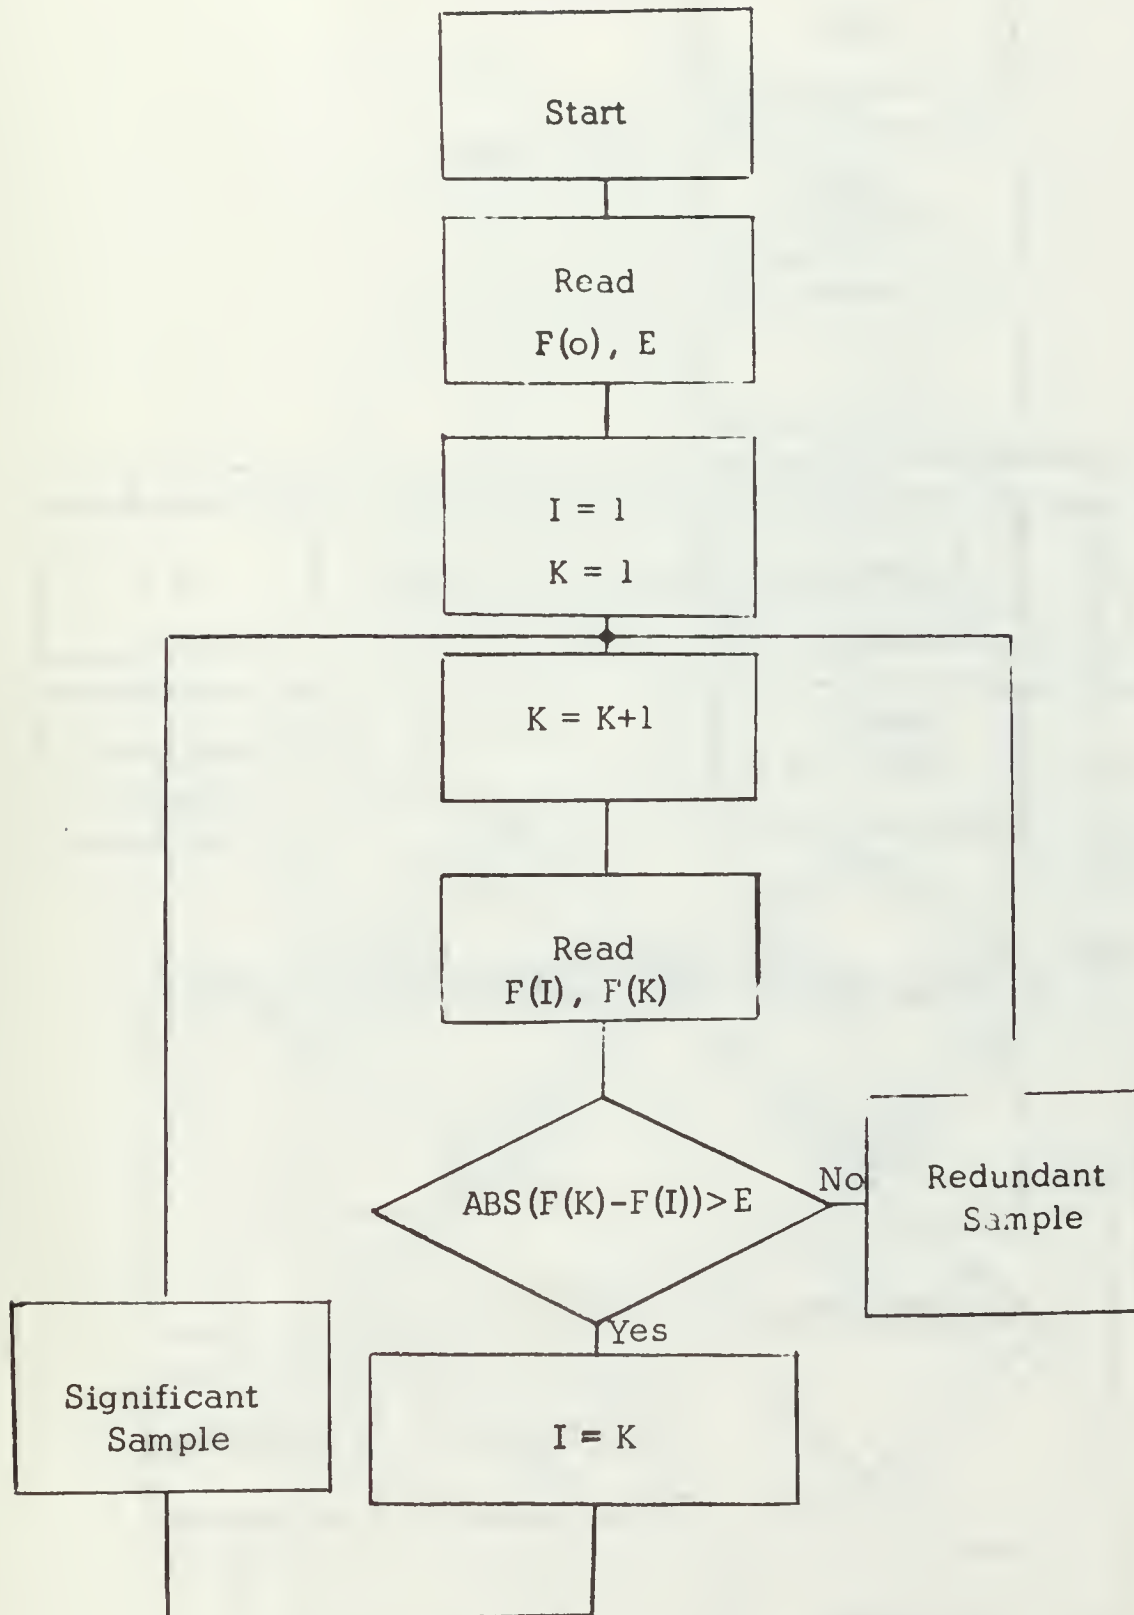 Start
Read
F(o), E
I = 1
K = 1
K = K+1
Read
F(I), F(K)
ABS(F(K)-F(I))>E
No
Redundant
Sample
Yes
Significant
Sample
I = K